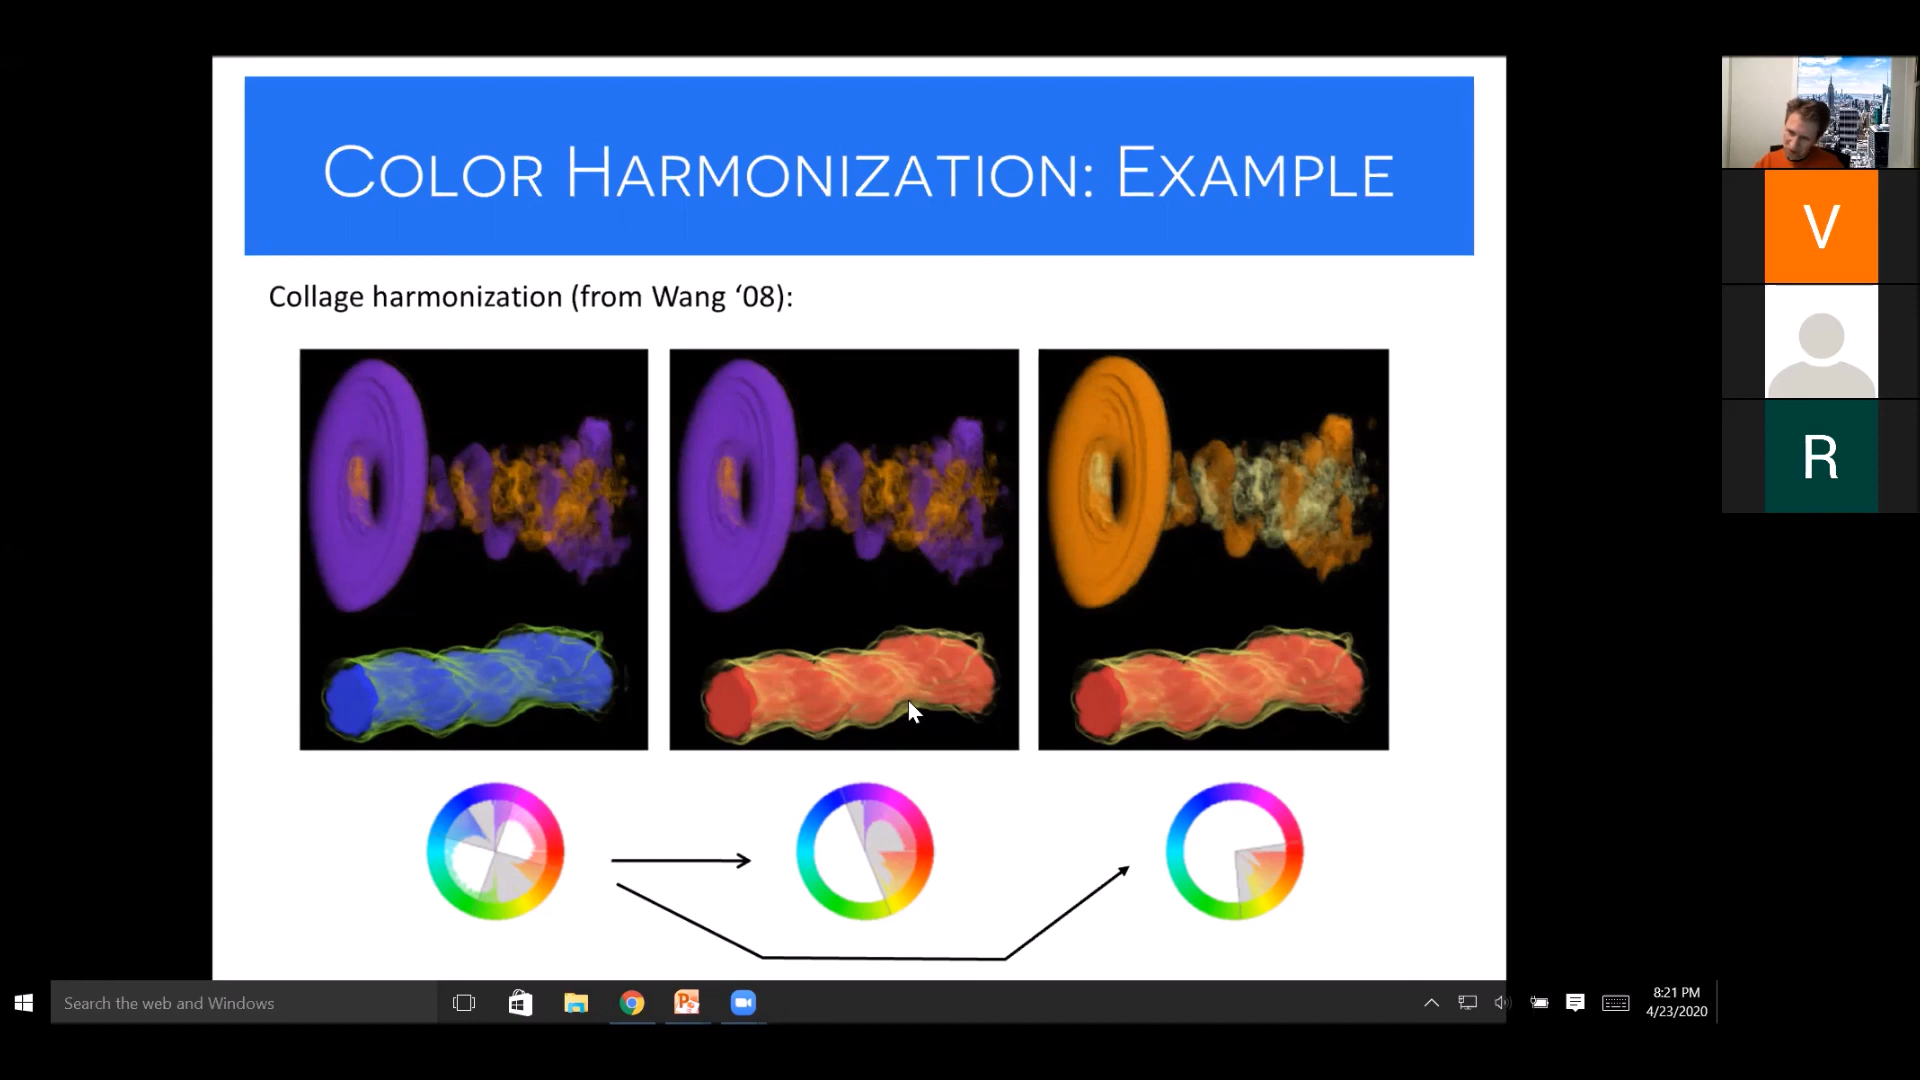 COLOR HARMONIZATION: EXAMPLE
Collage harmonization (from Wang ‘08):
V
R
Search the web and Windows
8:21 PM
4/23/2020